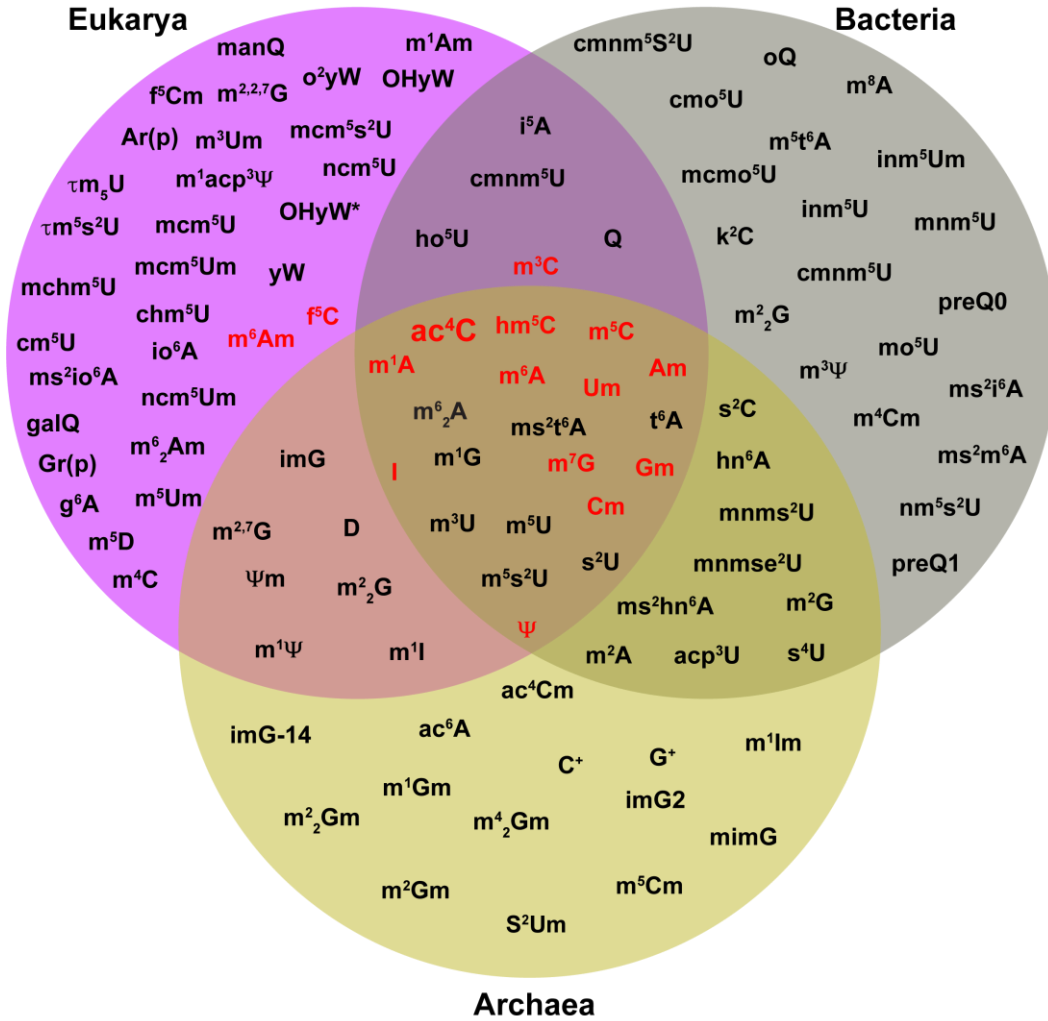 Eukarya
Bacteria
manQ
m¹Am
o²yW
OHyW
f⁵Cm
m²,²,⁷G
Ar(p)
m³Um
mcm⁵s²U
ncm⁵U
τm₅U
m¹acp³Ψ
OHyW*
τm⁵s²U
mcm⁵U
mcm⁵Um
yW
mchm⁵U
chm⁵U
f⁵C
m⁶Am
cm⁵U
io⁶A
ms²io⁶A
ncm⁵Um
galQ
m⁶₂Am
Gr(p)
g⁶A
m⁵Um
m⁵D
m⁴C
i⁵A
cmnm⁵U
ho⁵U
Q
m³C
cmnm⁵S²U
oQ
m⁸A
cmo⁵U
m⁵t⁶A
inm⁵Um
mcmo⁵U
inm⁵U
mnm⁵U
k²C
cmnm⁵U
preQ0
m²₂G
mo⁵U
m³Ψ
ms²i⁶A
m⁴Cm
ms²m⁶A
nm⁵s²U
preQ1
ac⁴C
hm⁵C
m⁵C
m¹A
m⁶A
Um
Am
m⁶₂A
ms²t⁶A
t⁶A
I
m¹G
m⁷G
Gm
Cm
m³U
m⁵U
m⁵s²U
s²U
Ψ
imG
m²,⁷G
D
Ψm
m²₂G
m¹Ψ
m¹I
s²C
hn⁶A
mnms²U
mnmse²U
ms²hn⁶A
m²G
m²A
acp³U
s⁴U
ac⁴Cm
imG-14
ac⁶A
m¹Im
C⁺
G⁺
m¹Gm
imG2
m²₂Gm
m⁴₂Gm
mimG
m²Gm
m⁵Cm
S²Um
Archaea